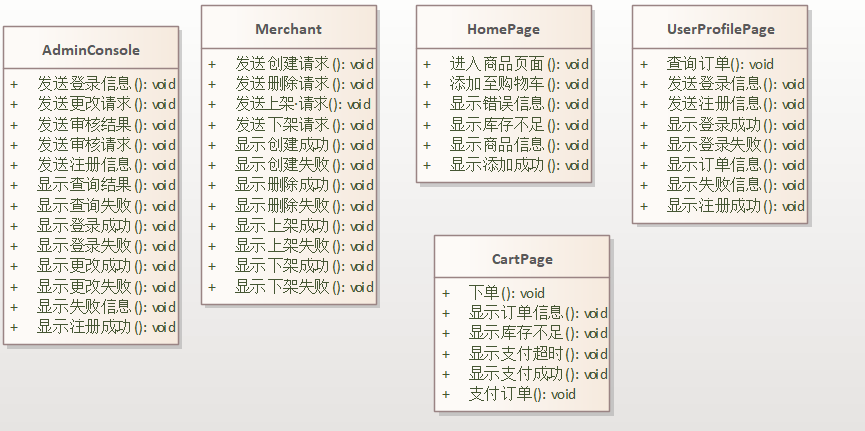 AdminConsole
+ 发送登录信息(): void
+ 发送更改请求(): void
+ 发送审核结果(): void
+ 发送审核请求(): void
+ 发送注册信息(): void
+ 显示查询结果(): void
+ 显示查询失败(): void
+ 显示登录成功(): void
+ 显示登录失败(): void
+ 显示更改成功(): void
+ 显示更改失败(): void
+ 显示失败信息(): void
+ 显示注册成功(): void
Merchant
+ 发送创建请求(): void
+ 发送删除请求(): void
+ 发送上架·请求(): void
+ 发送下架请求(): void
+ 显示创建成功(): void
+ 显示创建失败(): void
+ 显示删除成功(): void
+ 显示删除失败(): void
+ 显示上架成功(): void
+ 显示上架失败(): void
+ 显示下架成功(): void
+ 显示下架失败(): void
HomePage
+ 进入商品页面(): void
+ 添加至购物车(): void
+ 显示错误信息(): void
+ 显示库存不足(): void
+ 显示商品信息(): void
+ 显示添加成功(): void
UserProfilePage
+ 查询订单(): void
+ 发送登录信息(): void
+ 发送注册信息(): void
+ 显示登录成功(): void
+ 显示登录失败(): void
+ 显示订单信息(): void
+ 显示失败信息(): void
+ 显示注册成功(): void
CartPage
+ 下单(): void
+ 显示订单信息(): void
+ 显示库存不足(): void
+ 显示支付超时(): void
+ 显示支付成功(): void
+ 支付订单(): void